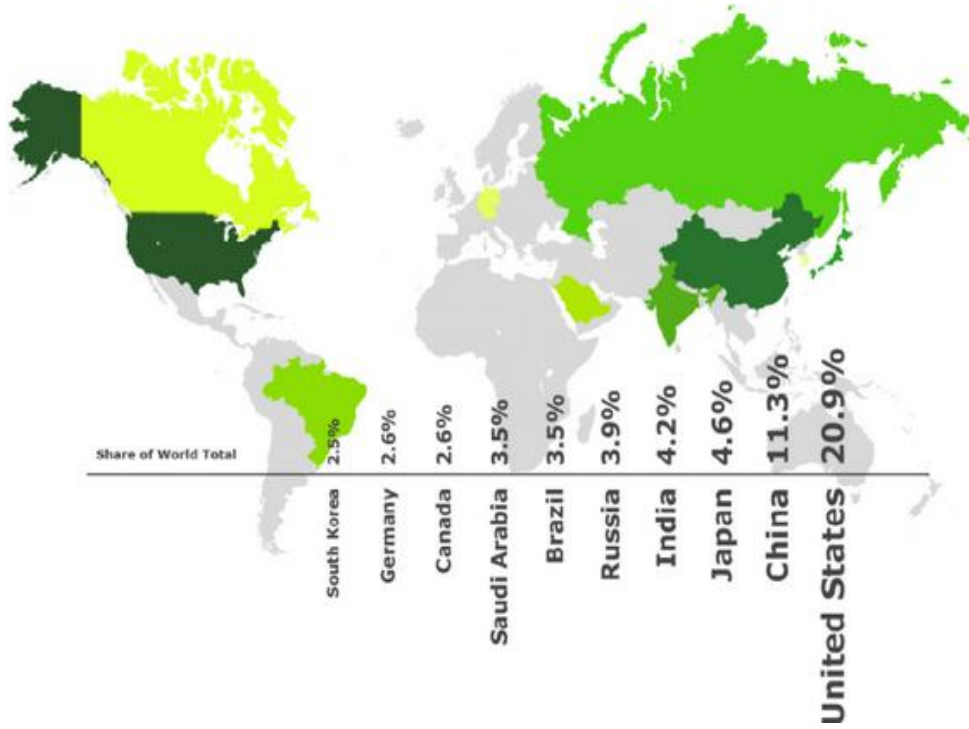 Share of World Total
2.5%
2.6%
2.6%
3.5%
3.5%
3.9%
4.2%
4.6%
11.3%
20.9%
South Korea
Germany
Canada
Saudi Arabia
Brazil
Russia
India
Japan
China
United States